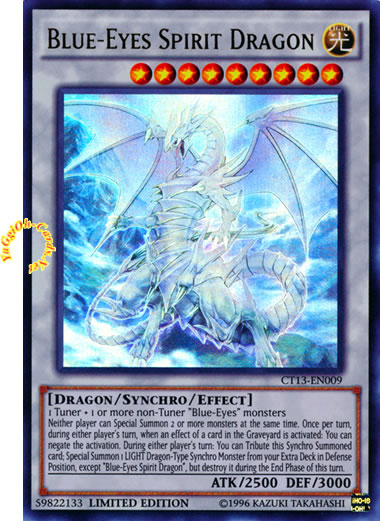 BLUE-EYES SPIRIT DRAGON
LIGHT
光
YuGgiOh-Cards.Net
CT13-EN009
[DRAGON/SYNCHRO/EFFECT]
1 Tuner + 1 or more non-Tuner "Blue-Eyes" monsters
Neither player can Special Summon 2 or more monsters at the same time. Once per turn,
during either player's turn, when an effect of a card in the Graveyard is activated: You can
negate the activation. During either player's turn: You can Tribute this Synchro Summoned
card; Special Summon 1 LIGHT Dragon-Type Synchro Monster from your Extra Deck in Defense
Position, except "Blue-Eyes Spirit Dragon", but destroy it during the End Phase of this turn.
ATK/2500 DEF/3000
59822133 LIMITED EDITION ©1996 KAZUKI TAKAHASHI